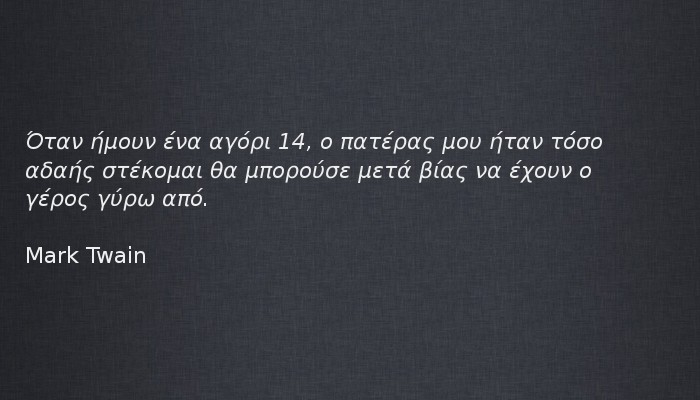 Όταν ήμουν ένα αγόρι 14, ο πατέρας μου ήταν τόσο
αδαής στέκομαι θα μπορούσε μετά βίας να έχουν ο
γέρος γύρω από.
Mark Twain